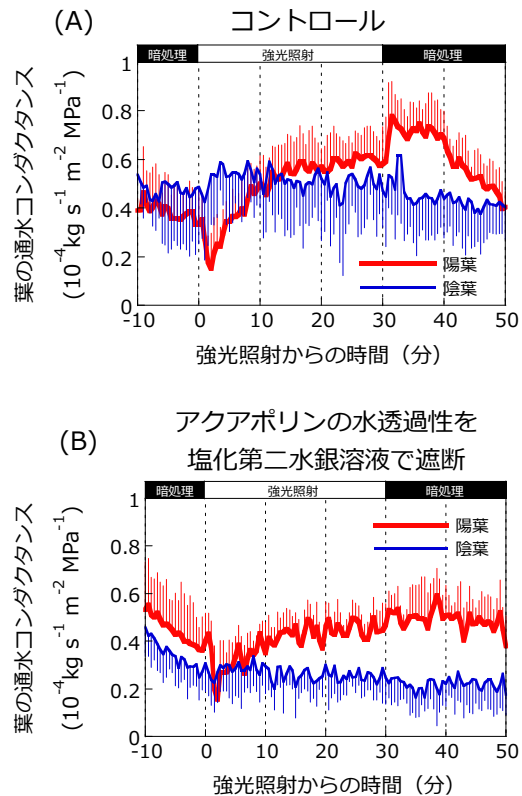 (A) コントロール
暗処理 強光照射 暗処理
葉の通水コンダクタンス
(10⁻⁴kg s⁻¹ m⁻² MPa⁻¹)
1
0.8
0.6
0.4
0.2
0
陽葉
陰葉
-10 0 10 20 30 40 50
強光照射からの時間（分）
(B) アクアポリンの水透過性を
塩化第二水銀溶液で遮断
暗処理 強光照射 暗処理
葉の通水コンダクタンス
(10⁻⁴kg s⁻¹ m⁻² MPa⁻¹)
1
0.8
0.6
0.4
0.2
0
陽葉
陰葉
-10 0 10 20 30 40 50
強光照射からの時間（分）